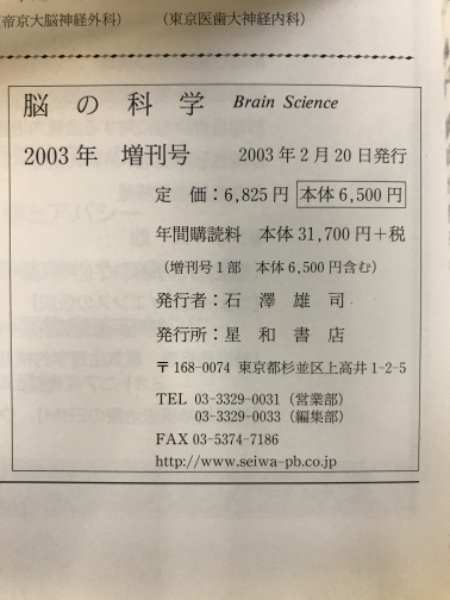 帝京大脳神経外科） （東京医歯大神経内科）
脳の科学 Brain Science
2003年 増刊号 2003年2月20日発行
定 価：6,825円 本体6,500円
年間購読料 本体31,700円＋税
（増刊号1部 本体6,500円含む）
発行者：石 澤 雄 司
発行所：星 和 書 店
〒168-0074 東京都杉並区上高井1-2-5
TEL 03-3329-0031（営業部）
03-3329-0033（編集部）
FAX 03-5374-7186
http://www.seiwa-pb.co.jp